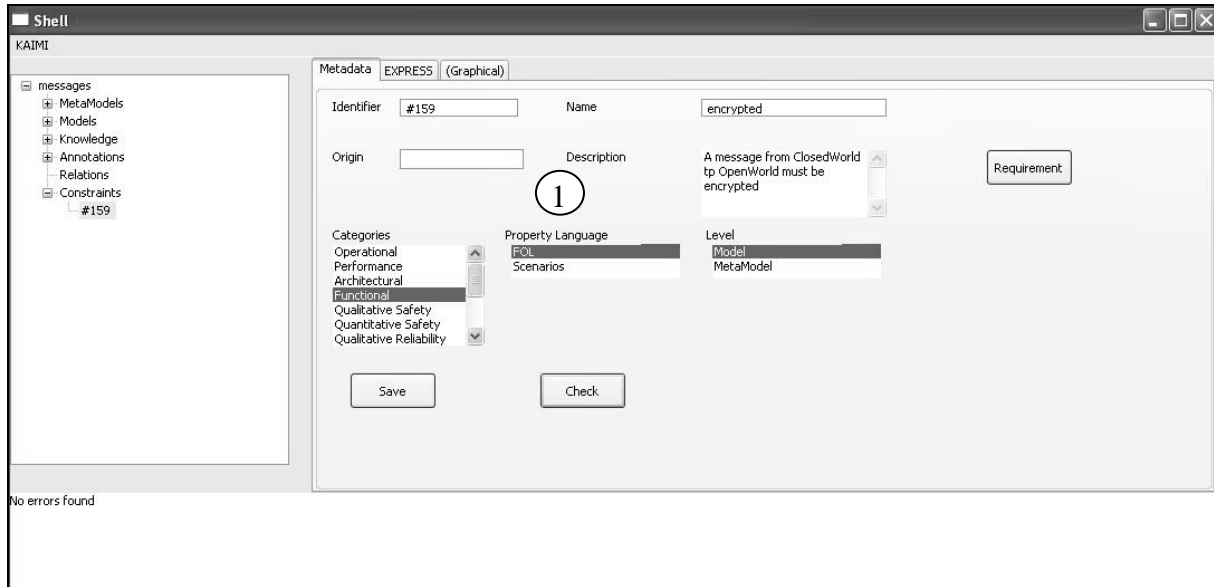 Shell
KAIMI
messages
MetaModels
Models
Knowledge
Annotations
Relations
Constraints
#159
Metadata EXPRESS (Graphical)
Identifier #159 Name encrypted
Origin Description
A message from ClosedWorld
tp OpenWorld must be
encrypted
Requirement
1
Categories
Operational
Performance
Architectural
Functional
Qualitative Safety
Quantitative Safety
Qualitative Reliability
Property Language
FOL
Scenarios
Level
Model
MetaModel
Save Check
No errors found